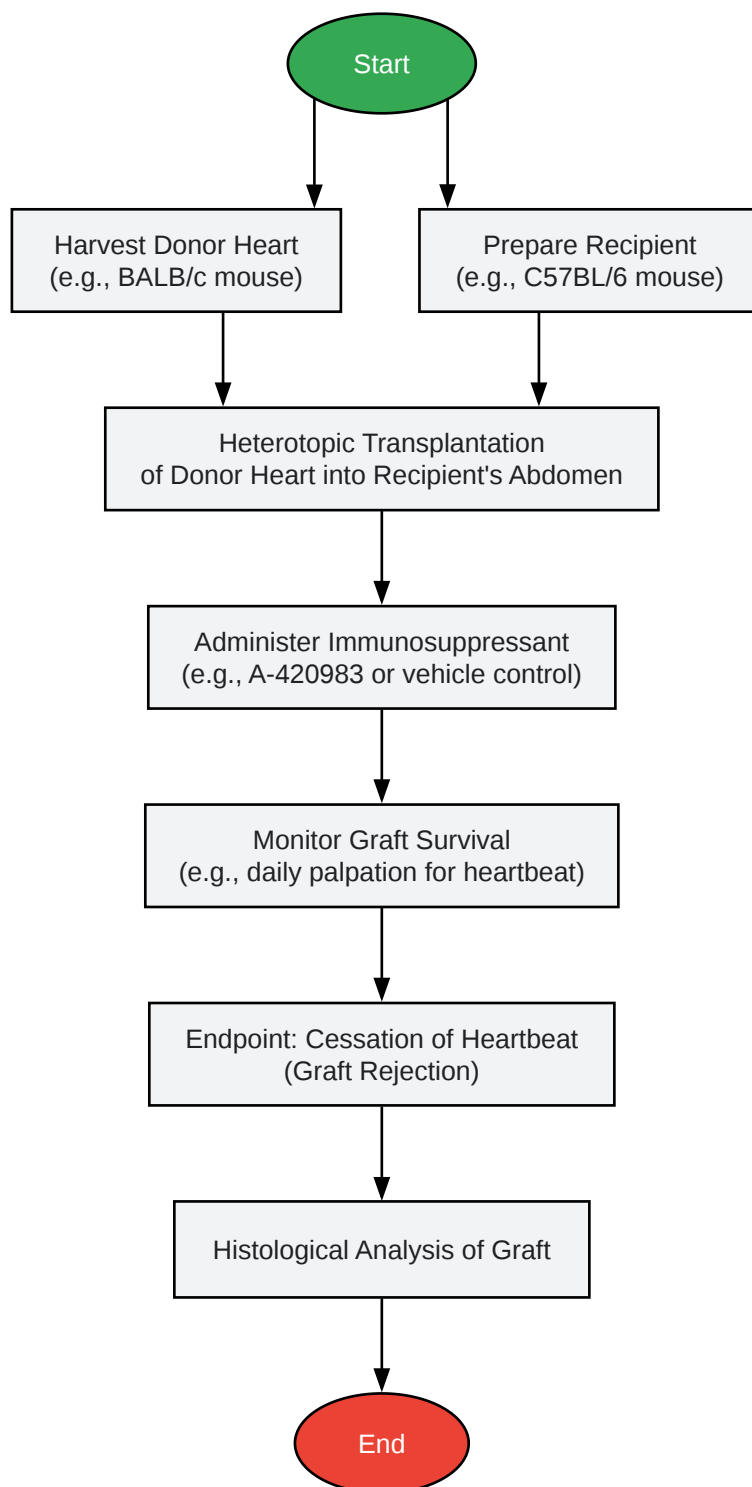 Start
Harvest Donor Heart
(e.g., BALB/c mouse)
Prepare Recipient
(e.g., C57BL/6 mouse)
Heterotopic Transplantation
of Donor Heart into Recipient's Abdomen
Administer Immunosuppressant
(e.g., A-420983 or vehicle control)
Monitor Graft Survival
(e.g., daily palpation for heartbeat)
Endpoint: Cessation of Heartbeat
(Graft Rejection)
Histological Analysis of Graft
End